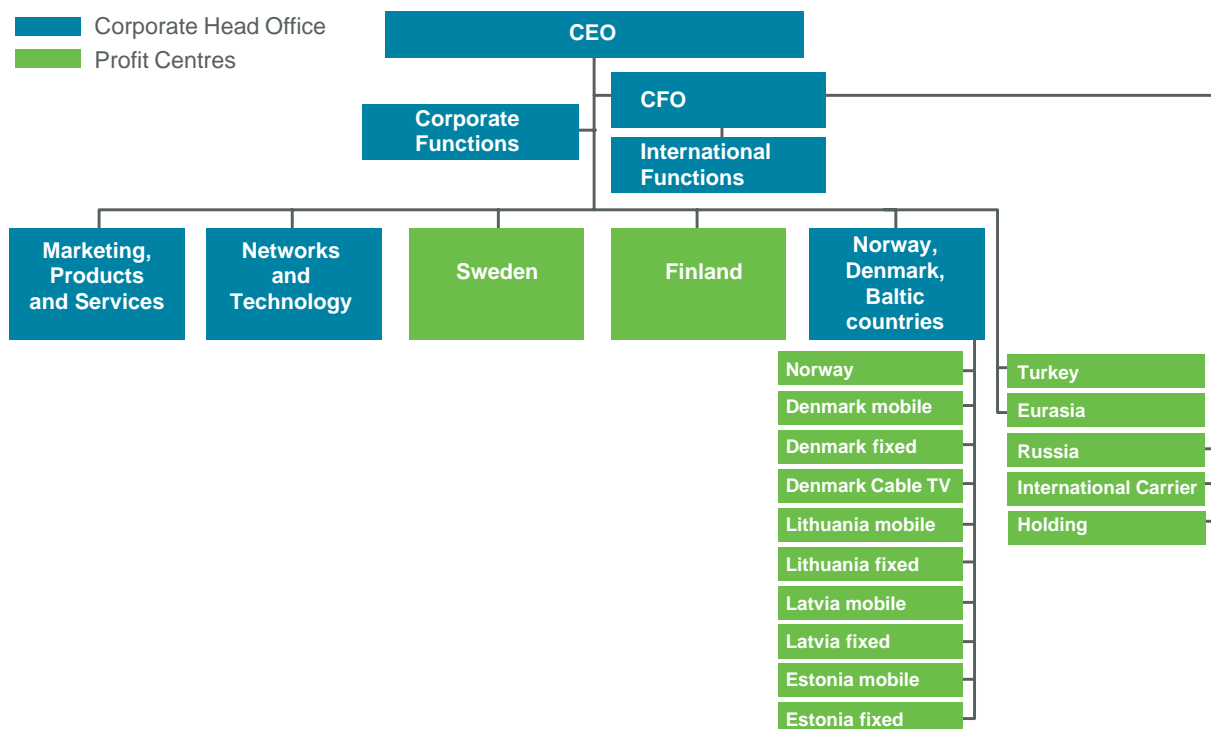 Corporate Head Office
Profit Centres
CEO
CFO
Corporate
Functions
International
Functions
Marketing,
Products
and Services
Networks
and
Technology
Sweden
Finland
Norway,
Denmark,
Baltic
countries
Norway
Denmark mobile
Denmark fixed
Denmark Cable TV
Lithuania mobile
Lithuania fixed
Latvia mobile
Latvia fixed
Estonia mobile
Estonia fixed
Turkey
Eurasia
Russia
International Carrier
Holding